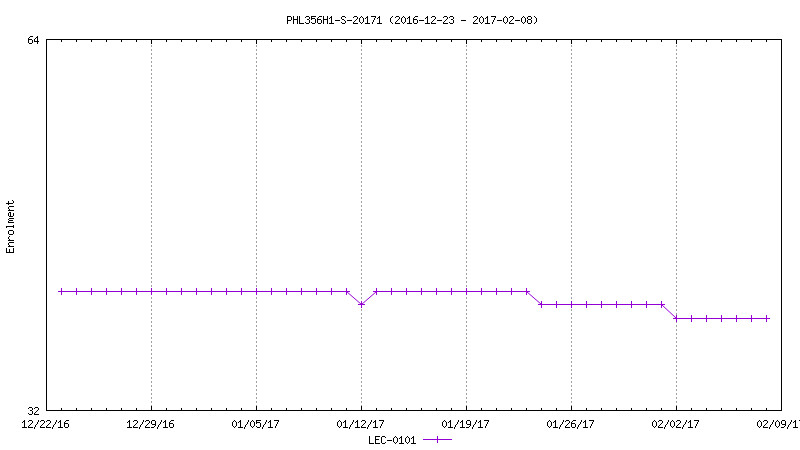 PHL356H1-S-20171 (2016-12-23 - 2017-02-08)
64
Enrolment
32
12/22/16 12/29/16 01/05/17 01/12/17 01/19/17 01/26/17 02/02/17 02/09/1
LEC-0101